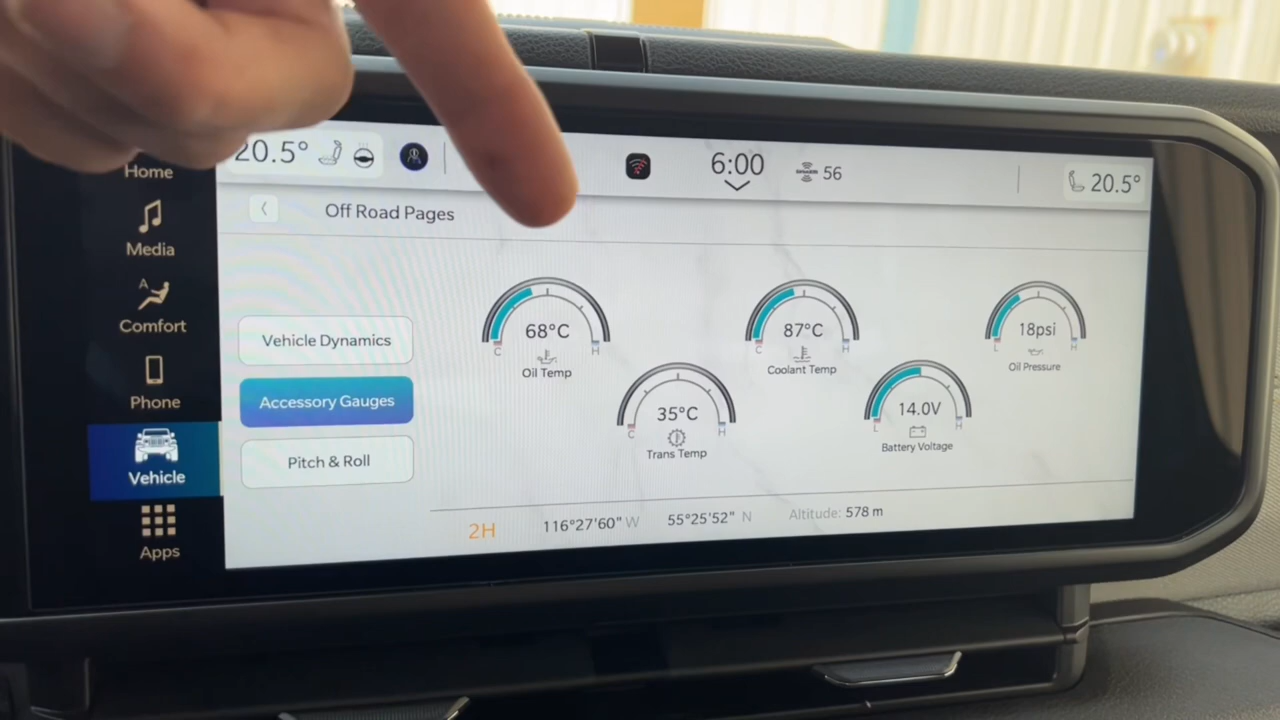 20.5°
6:00
56
20.5°
Home
Media
A
Comfort
Phone
Vehicle
Apps
Off Road Pages
Vehicle Dynamics
Accessory Gauges
Pitch & Roll
68°C
C H
Oil Temp
87°C
C H
Coolant Temp
18psi
L H
Oil Pressure
35°C
C H
Trans Temp
14.0V
L H
Battery Voltage
2H 116°27'60" W 55°25'52" N Altitude: 578 m